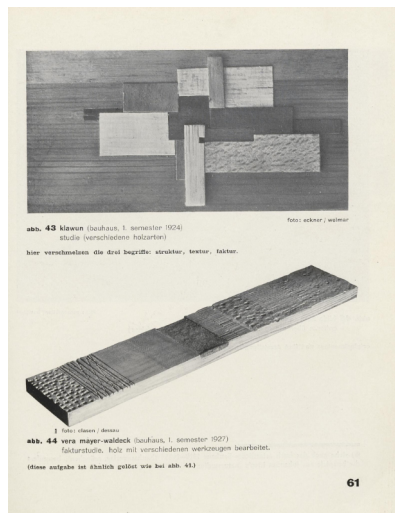 foto: eckner / weimar
abb. 43 klawun (bauhaus, 1. semester 1924)
studie (verschiedene holzarten)
hier verschmelzen die drei begriffe: struktur, textur, faktur.
foto: clasen / dessau
abb. 44 vera mayer-waldeck (bauhaus, 1. semester 1927)
fakturstudie. holz mit verschiedenen werkzeugen bearbeitet.
(diese aufgabe ist ähnlich gelöst wie bei abb. 41.)
61